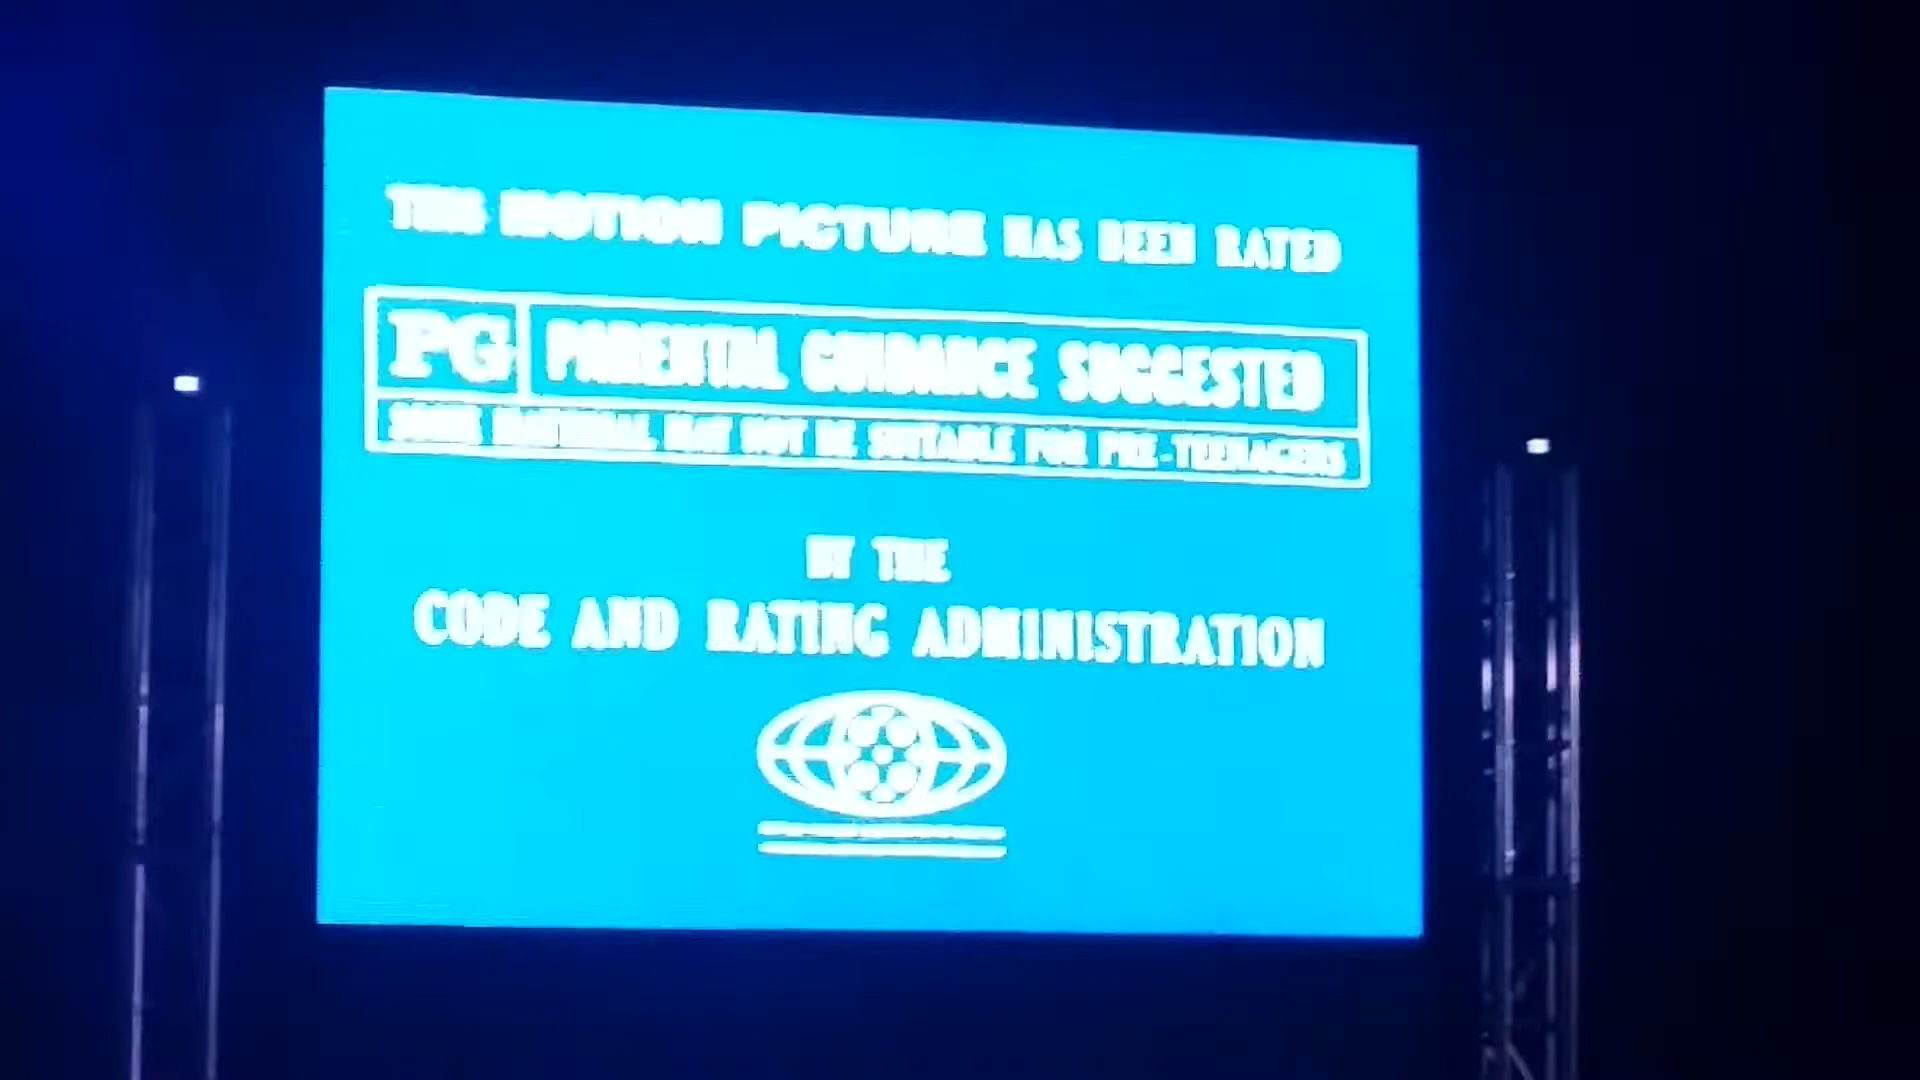 THIS MOTION PICTURE HAS BEEN RATED
PG PARENTAL GUIDANCE SUGGESTED
SOME MATERIAL MAY NOT BE SUITABLE FOR PRE-TEENAGERS
BY THE
CODE AND RATING ADMINISTRATION